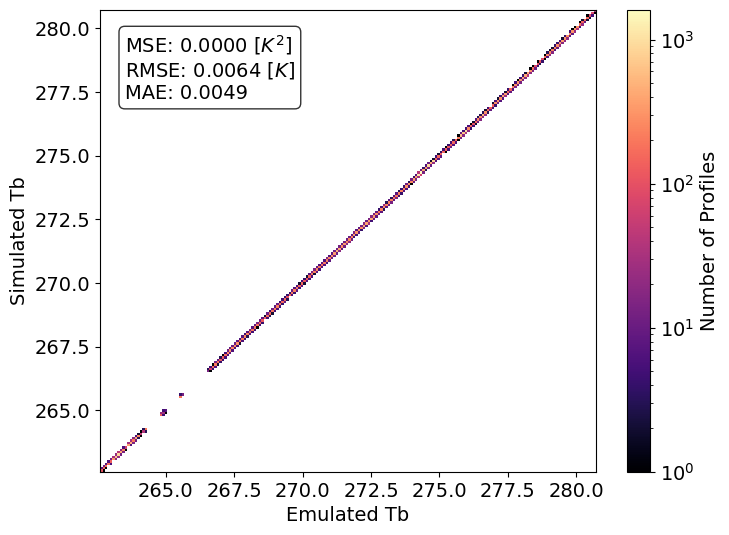 MSE: 0.0000 [K²]
RMSE: 0.0064 [K]
MAE: 0.0049
280.0
277.5
275.0
272.5
270.0
267.5
265.0
Simulated Tb
265.0 267.5 270.0 272.5 275.0 277.5 280.0
Emulated Tb
10³
10²
10¹
10⁰
Number of Profiles